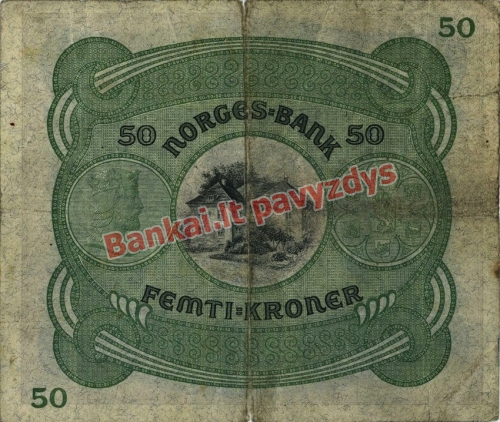 50
50 NORGES-BANK 50
Bankai.lt pavyzdys
FEMTI-KRONER
50